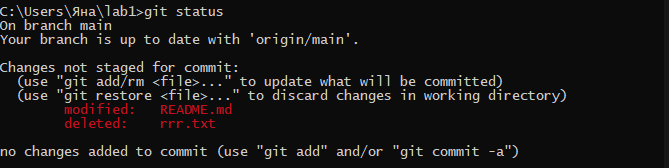 C:\Users\Яна\lab1>git status
On branch main
Your branch is up to date with 'origin/main'.
Changes not staged for commit:
(use "git add/rm <file>..." to update what will be committed)
(use "git restore <file>..." to discard changes in working directory)
modified:   README.md
deleted:    rrr.txt
no changes added to commit (use "git add" and/or "git commit -a")